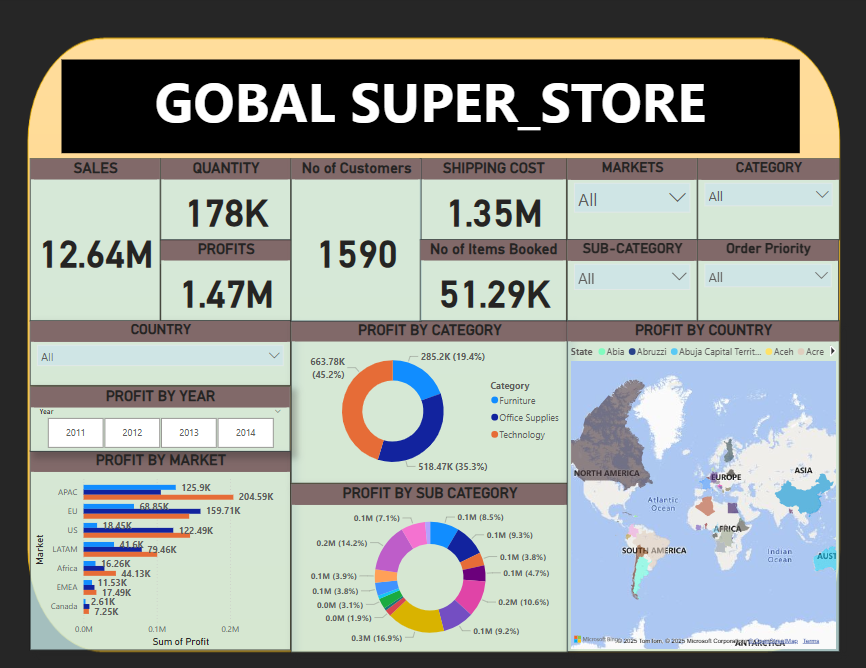 GOBAL SUPER_STORE
SALES
12.64M
QUANTITY
178K
PROFITS
1.47M
No of Customers
1590
SHIPPING COST
1.35M
No of Items Booked
51.29K
MARKETS
All
CATEGORY
All
SUB-CATEGORY
All
Order Priority
All
COUNTRY
All
PROFIT BY YEAR
Year
2011
2012
2013
2014
PROFIT BY MARKET
Market
APAC
125.9K
204.59K
EU
68.85K
159.71K
US
18.45K
122.49K
LATAM
41.6K
79.46K
Africa
16.26K
44.13K
EMEA
11.53K
17.49K
Canada
2.61K
7.25K
0.0M
0.1M
0.2M
Sum of Profit
PROFIT BY CATEGORY
663.78K
(45.2%)
285.2K (19.4%)
518.47K (35.3%)
Category
Furniture
Office Supplies
Technology
PROFIT BY SUB CATEGORY
0.1M (7.1%)
0.1M (8.5%)
0.2M (14.2%)
0.1M (9.3%)
0.1M (3.8%)
0.1M (3.9%)
0.1M (4.7%)
0.1M (3.8%)
0.0M (3.1%)
0.2M (10.6%)
0.0M (1.9%)
0.3M (16.9%)
0.1M (9.2%)
PROFIT BY COUNTRY
State
Abia
Abruzzi
Abuja Capital Territ...
Aceh
Acre
NORTH AMERICA
EUROPE
ASIA
Atlantic
Ocean
AFRICA
SOUTH AMERICA
Indian
Ocean
AUST
ANTARCTICA
Microsoft Bing
© 2025 TomTom, © 2025 Microsoft Corporation, © OpenStreetMap
Terms